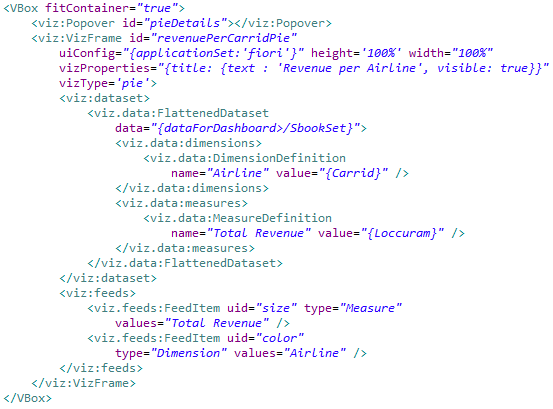 <VBox fitContainer="true">
<viz:Popover id="pieDetails"></viz:Popover>
<viz:VizFrame id="revenuePerCarridPie"
uiConfig="{applicationSet:'fiori'}" height='100%' width="100%"
vizProperties="{title: {text : 'Revenue per Airline', visible: true}}"
vizType='pie'>
<viz:dataset>
<viz.data:FlattenedDataset
data="{dataForDashboard>/SbookSet}">
<viz.data:dimensions>
<viz.data:DimensionDefinition
name="Airline" value="{Carrid}" />
</viz.data:dimensions>
<viz.data:measures>
<viz.data:MeasureDefinition
name="Total Revenue" value="{Loccuram}" />
</viz.data:measures>
</viz.data:FlattenedDataset>
</viz:dataset>
<viz:feeds>
<viz.feeds:FeedItem uid="size" type="Measure"
values="Total Revenue" />
<viz.feeds:FeedItem uid="color"
type="Dimension" values="Airline" />
</viz:feeds>
</viz:VizFrame>
</VBox>